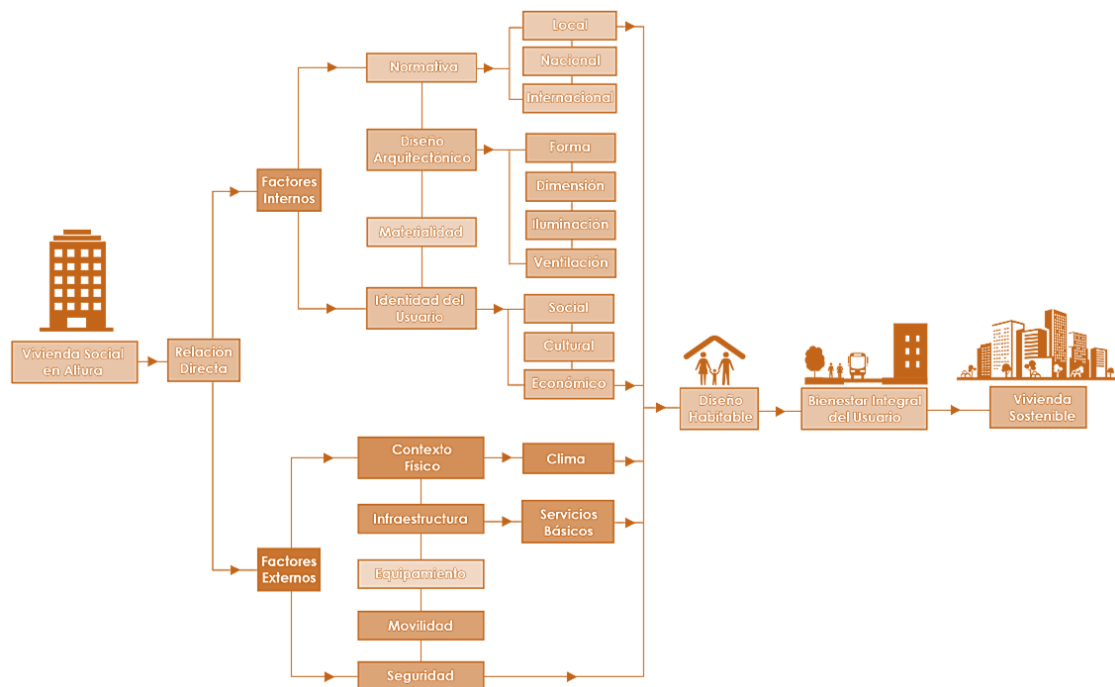 Vivienda Social
en Altura
Relación
Directa
Factores
Internos
Normativa
Local
Nacional
Internacional
Diseño
Arquitectónico
Forma
Dimensión
Iluminación
Ventilación
Materialidad
Identidad del
Usuario
Social
Cultural
Económico
Factores
Externos
Contexto
Físico
Clima
Infraestructura
Servicios
Básicos
Equipamiento
Movilidad
Seguridad
Diseño
Habitable
Bienestar Integral
del Usuario
Vivienda
Sostenible